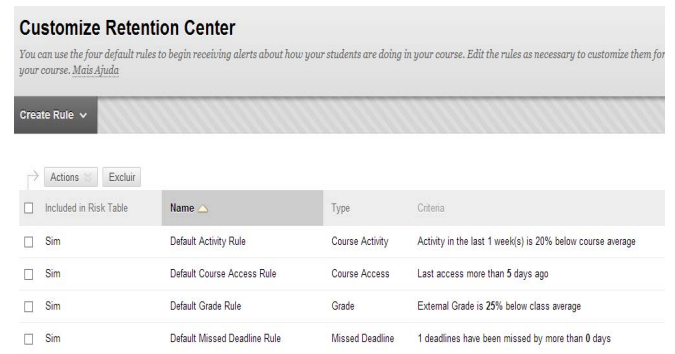 Customize Retention Center
You can use the four default rules to begin receiving alerts about how your students are doing in your course. Edit the rules as necessary to customize them for
your course. Mais Ajuda
Create Rule
Actions Excluir
Included in Risk Table Name Type Criteria
Sim Default Activity Rule Course Activity Activity in the last 1 week(s) is 20% below course average
Sim Default Course Access Rule Course Access Last access more than 5 days ago
Sim Default Grade Rule Grade External Grade is 25% below class average
Sim Default Missed Deadline Rule Missed Deadline 1 deadlines have been missed by more than 0 days